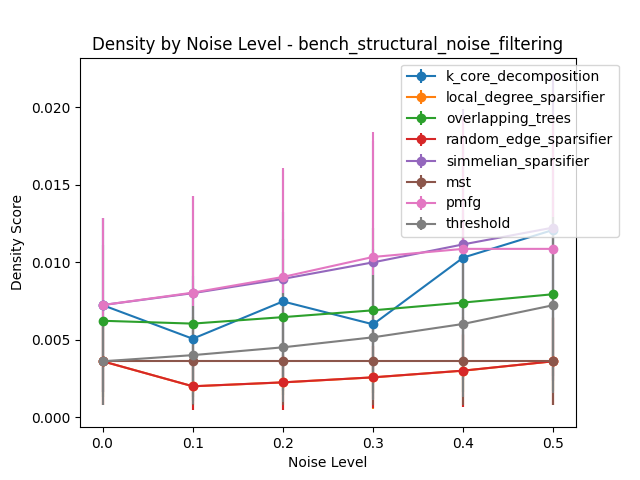 Density by Noise Level - bench_structural_noise_filtering
k_core_decomposition
local_degree_sparsifier
overlapping_trees
random_edge_sparsifier
simmelian_sparsifier
mst
pmfg
threshold
Density Score
0.020
0.015
0.010
0.005
0.000
0.0 0.1 0.2 0.3 0.4 0.5
Noise Level